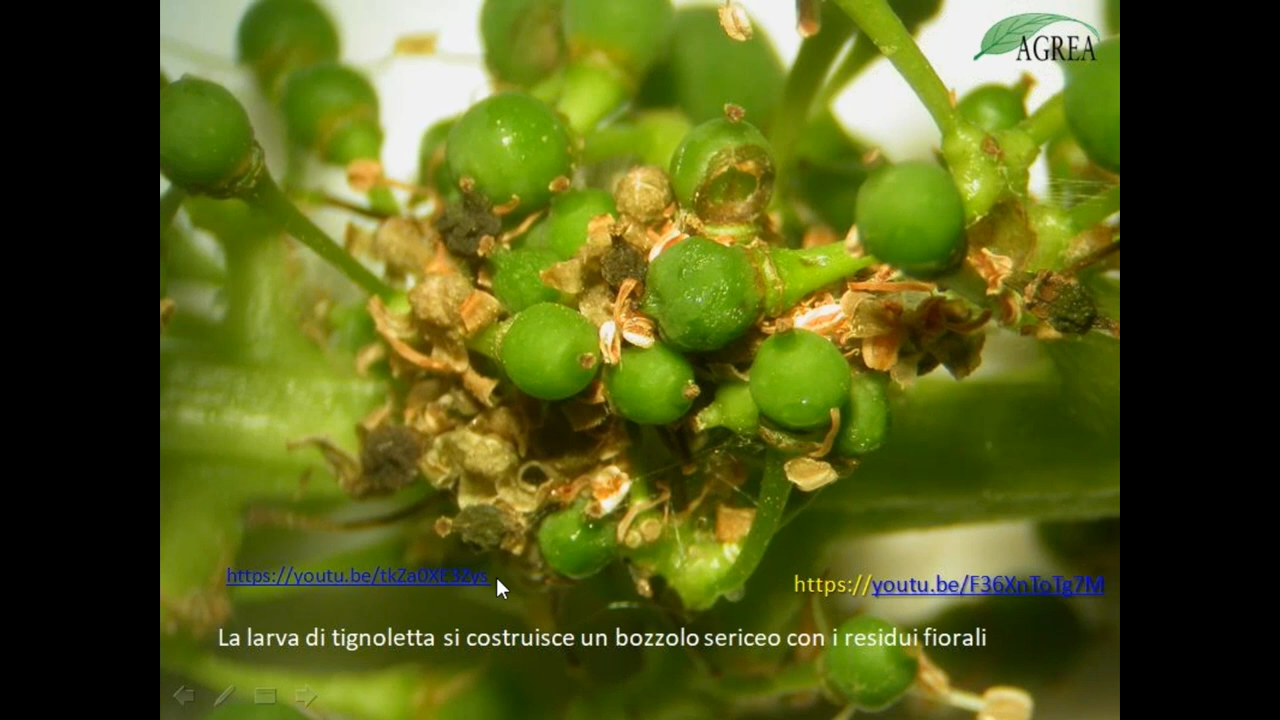 AGREA
https://youtu.be/tkZa0XE3Zys
https://youtu.be/F36XnToTg7M
La larva di tignoletta si costruisce un bozzolo sericeo con i residui fiorali